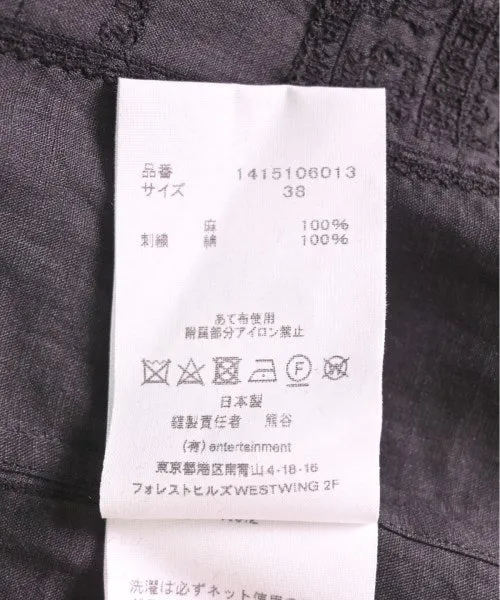 品番 1415106013
サイズ 38
麻 100%
刺繍 綿 100%
あて布使用
附属部分アイロン禁止
F W
日本製
縫製責任者 熊谷
(有) entertainment
東京都港区南青山4-18-16
フォレストヒルズWESTWING 2F
洗濯は必ずネット使用